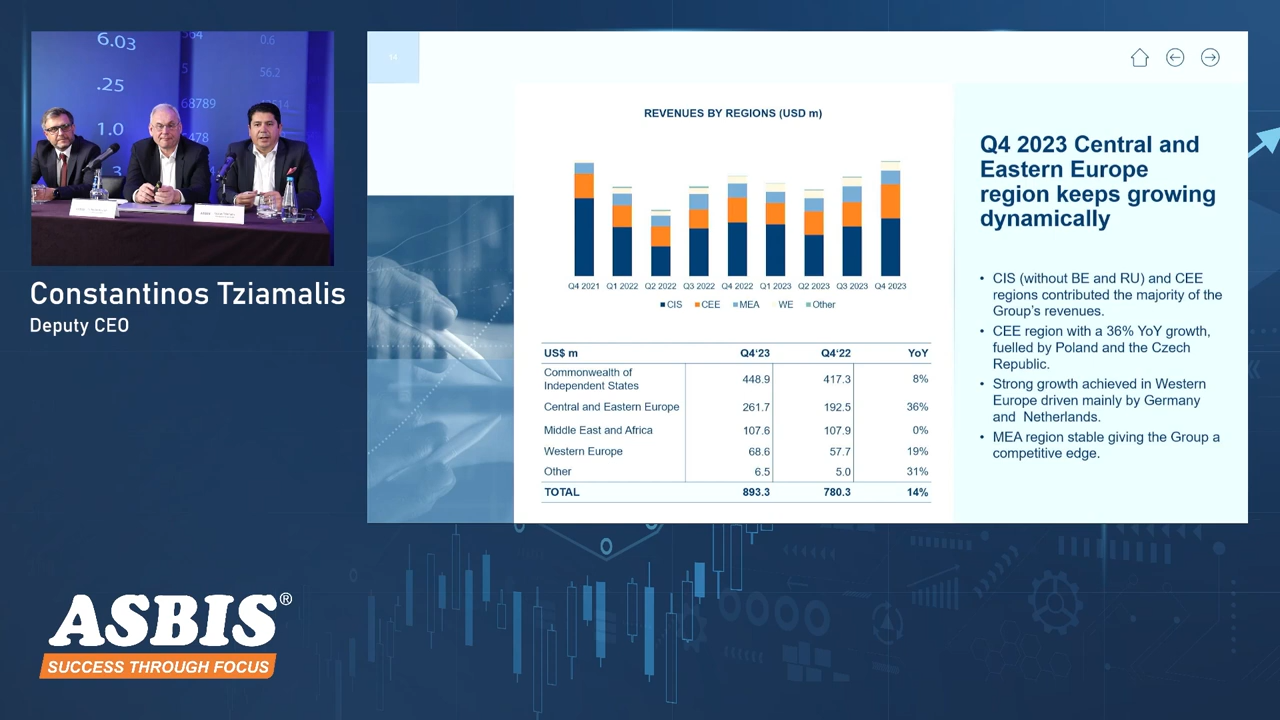 6.03
0.6
.25
5
56.2
68789
1.0
Constantinos Tziamalis
Deputy CEO
ASBIS®
SUCCESS THROUGH FOCUS
14
REVENUES BY REGIONS (USD m)
Q4 2021 Q1 2022 Q2 2022 Q3 2022 Q4 2022 Q1 2023 Q2 2023 Q3 2023 Q4 2023
CIS CEE MEA WE Other
US$ m Q4'23 Q4'22 YoY
Commonwealth of
Independent States 448.9 417.3 8%
Central and Eastern Europe 261.7 192.5 36%
Middle East and Africa 107.6 107.9 0%
Western Europe 68.6 57.7 19%
Other 6.5 5.0 31%
TOTAL 893.3 780.3 14%
Q4 2023 Central and
Eastern Europe
region keeps growing
dynamically
• CIS (without BE and RU) and CEE
regions contributed the majority of the
Group's revenues.
• CEE region with a 36% YoY growth,
fuelled by Poland and the Czech
Republic.
• Strong growth achieved in Western
Europe driven mainly by Germany
and Netherlands.
• MEA region stable giving the Group a
competitive edge.